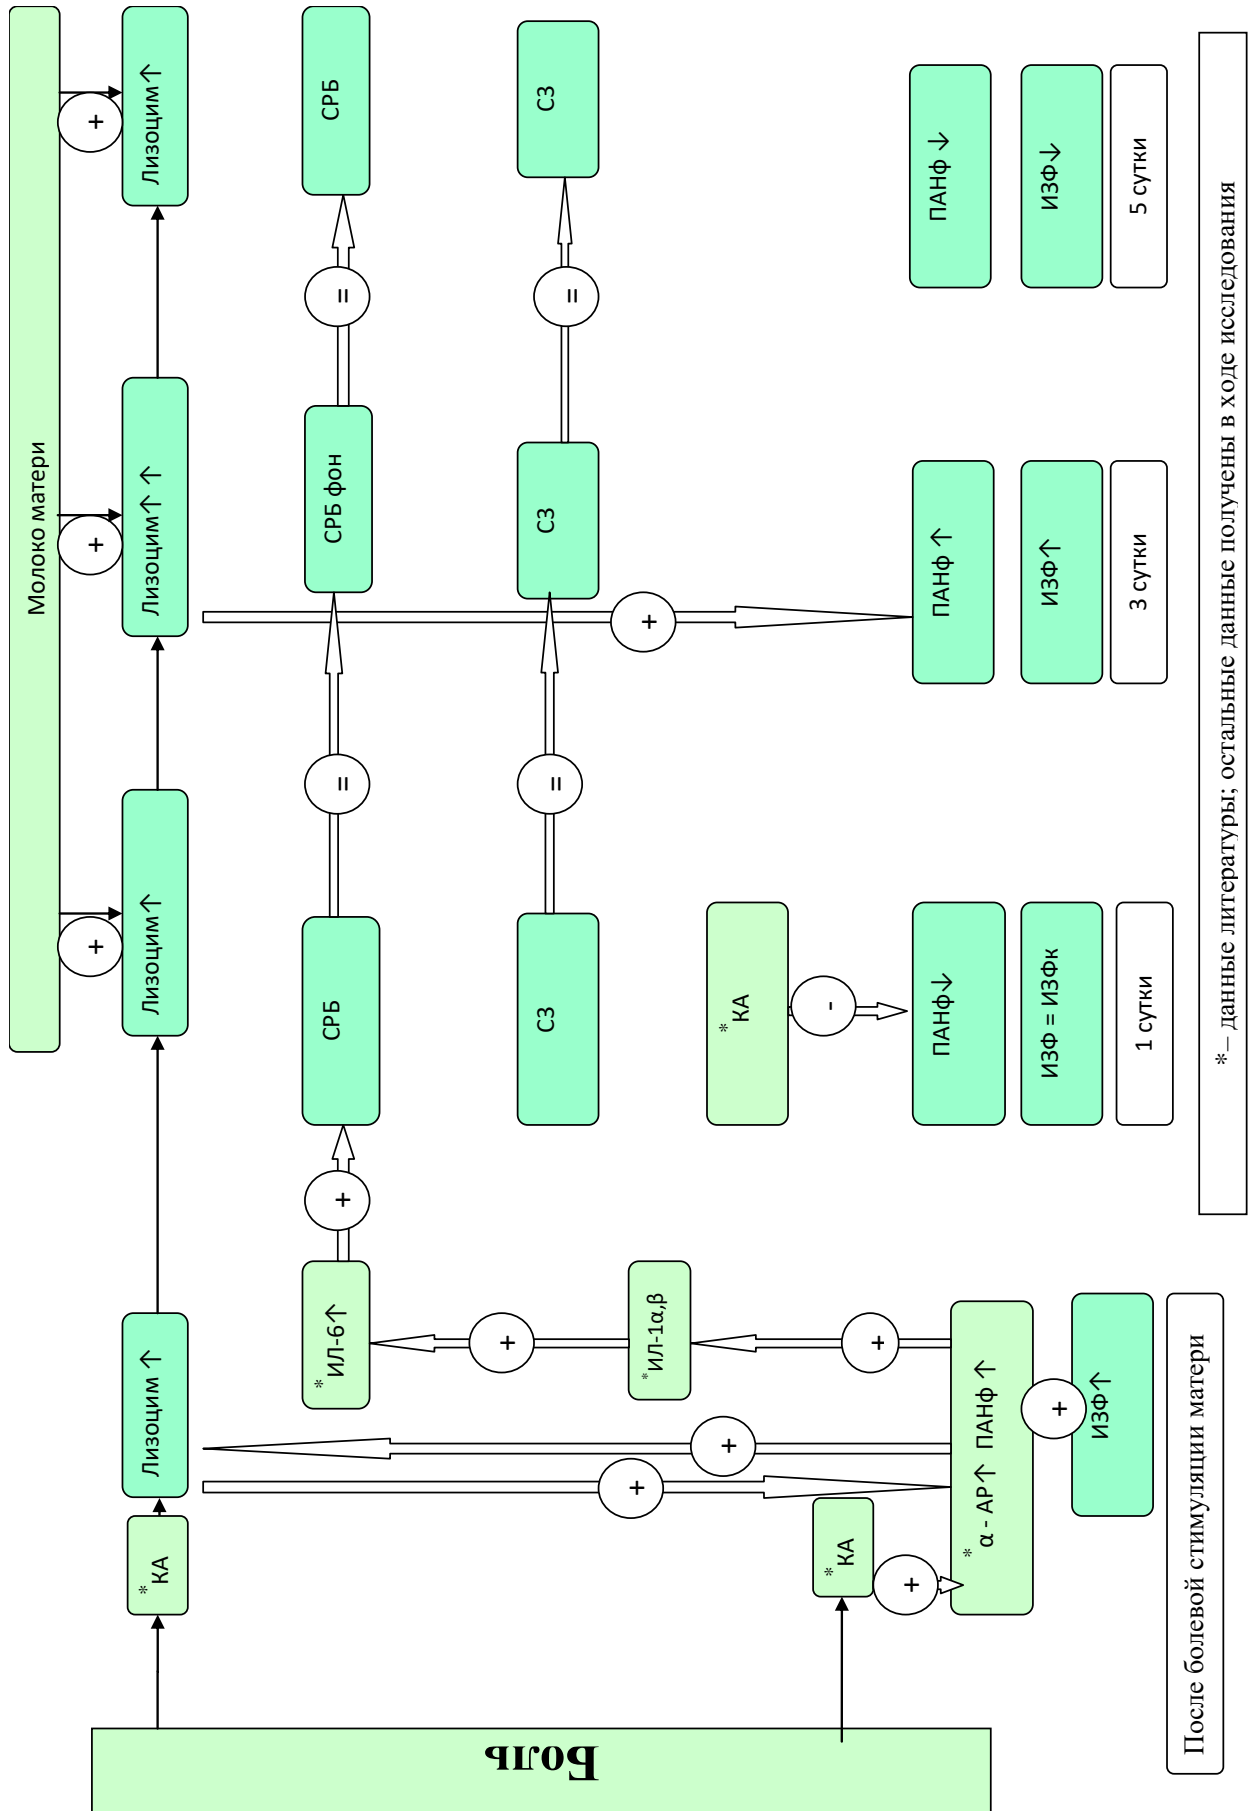 Молоко матери
+
+
+
*КА
Лизоцим ↑
Лизоцим↑
Лизоцим↑ ↑
Лизоцим↑
*ИЛ-6↑
+
СРБ
=
СРБ фон
=
СРБ
+
*ИЛ-1α,β
+
С3
=
С3
=
С3
Боль
+
+
+
*КА
+
*КА
-
*α - АР↑ ПАНф ↑
ПАНф↓
ПАНф ↑
ПАНф ↓
+
ИЗФ↑
ИЗФ = ИЗФк
ИЗФ↑
ИЗФ↓
После болевой стимуляции матери
1 сутки
3 сутки
5 сутки
*– данные литературы; остальные данные получены в ходе исследования